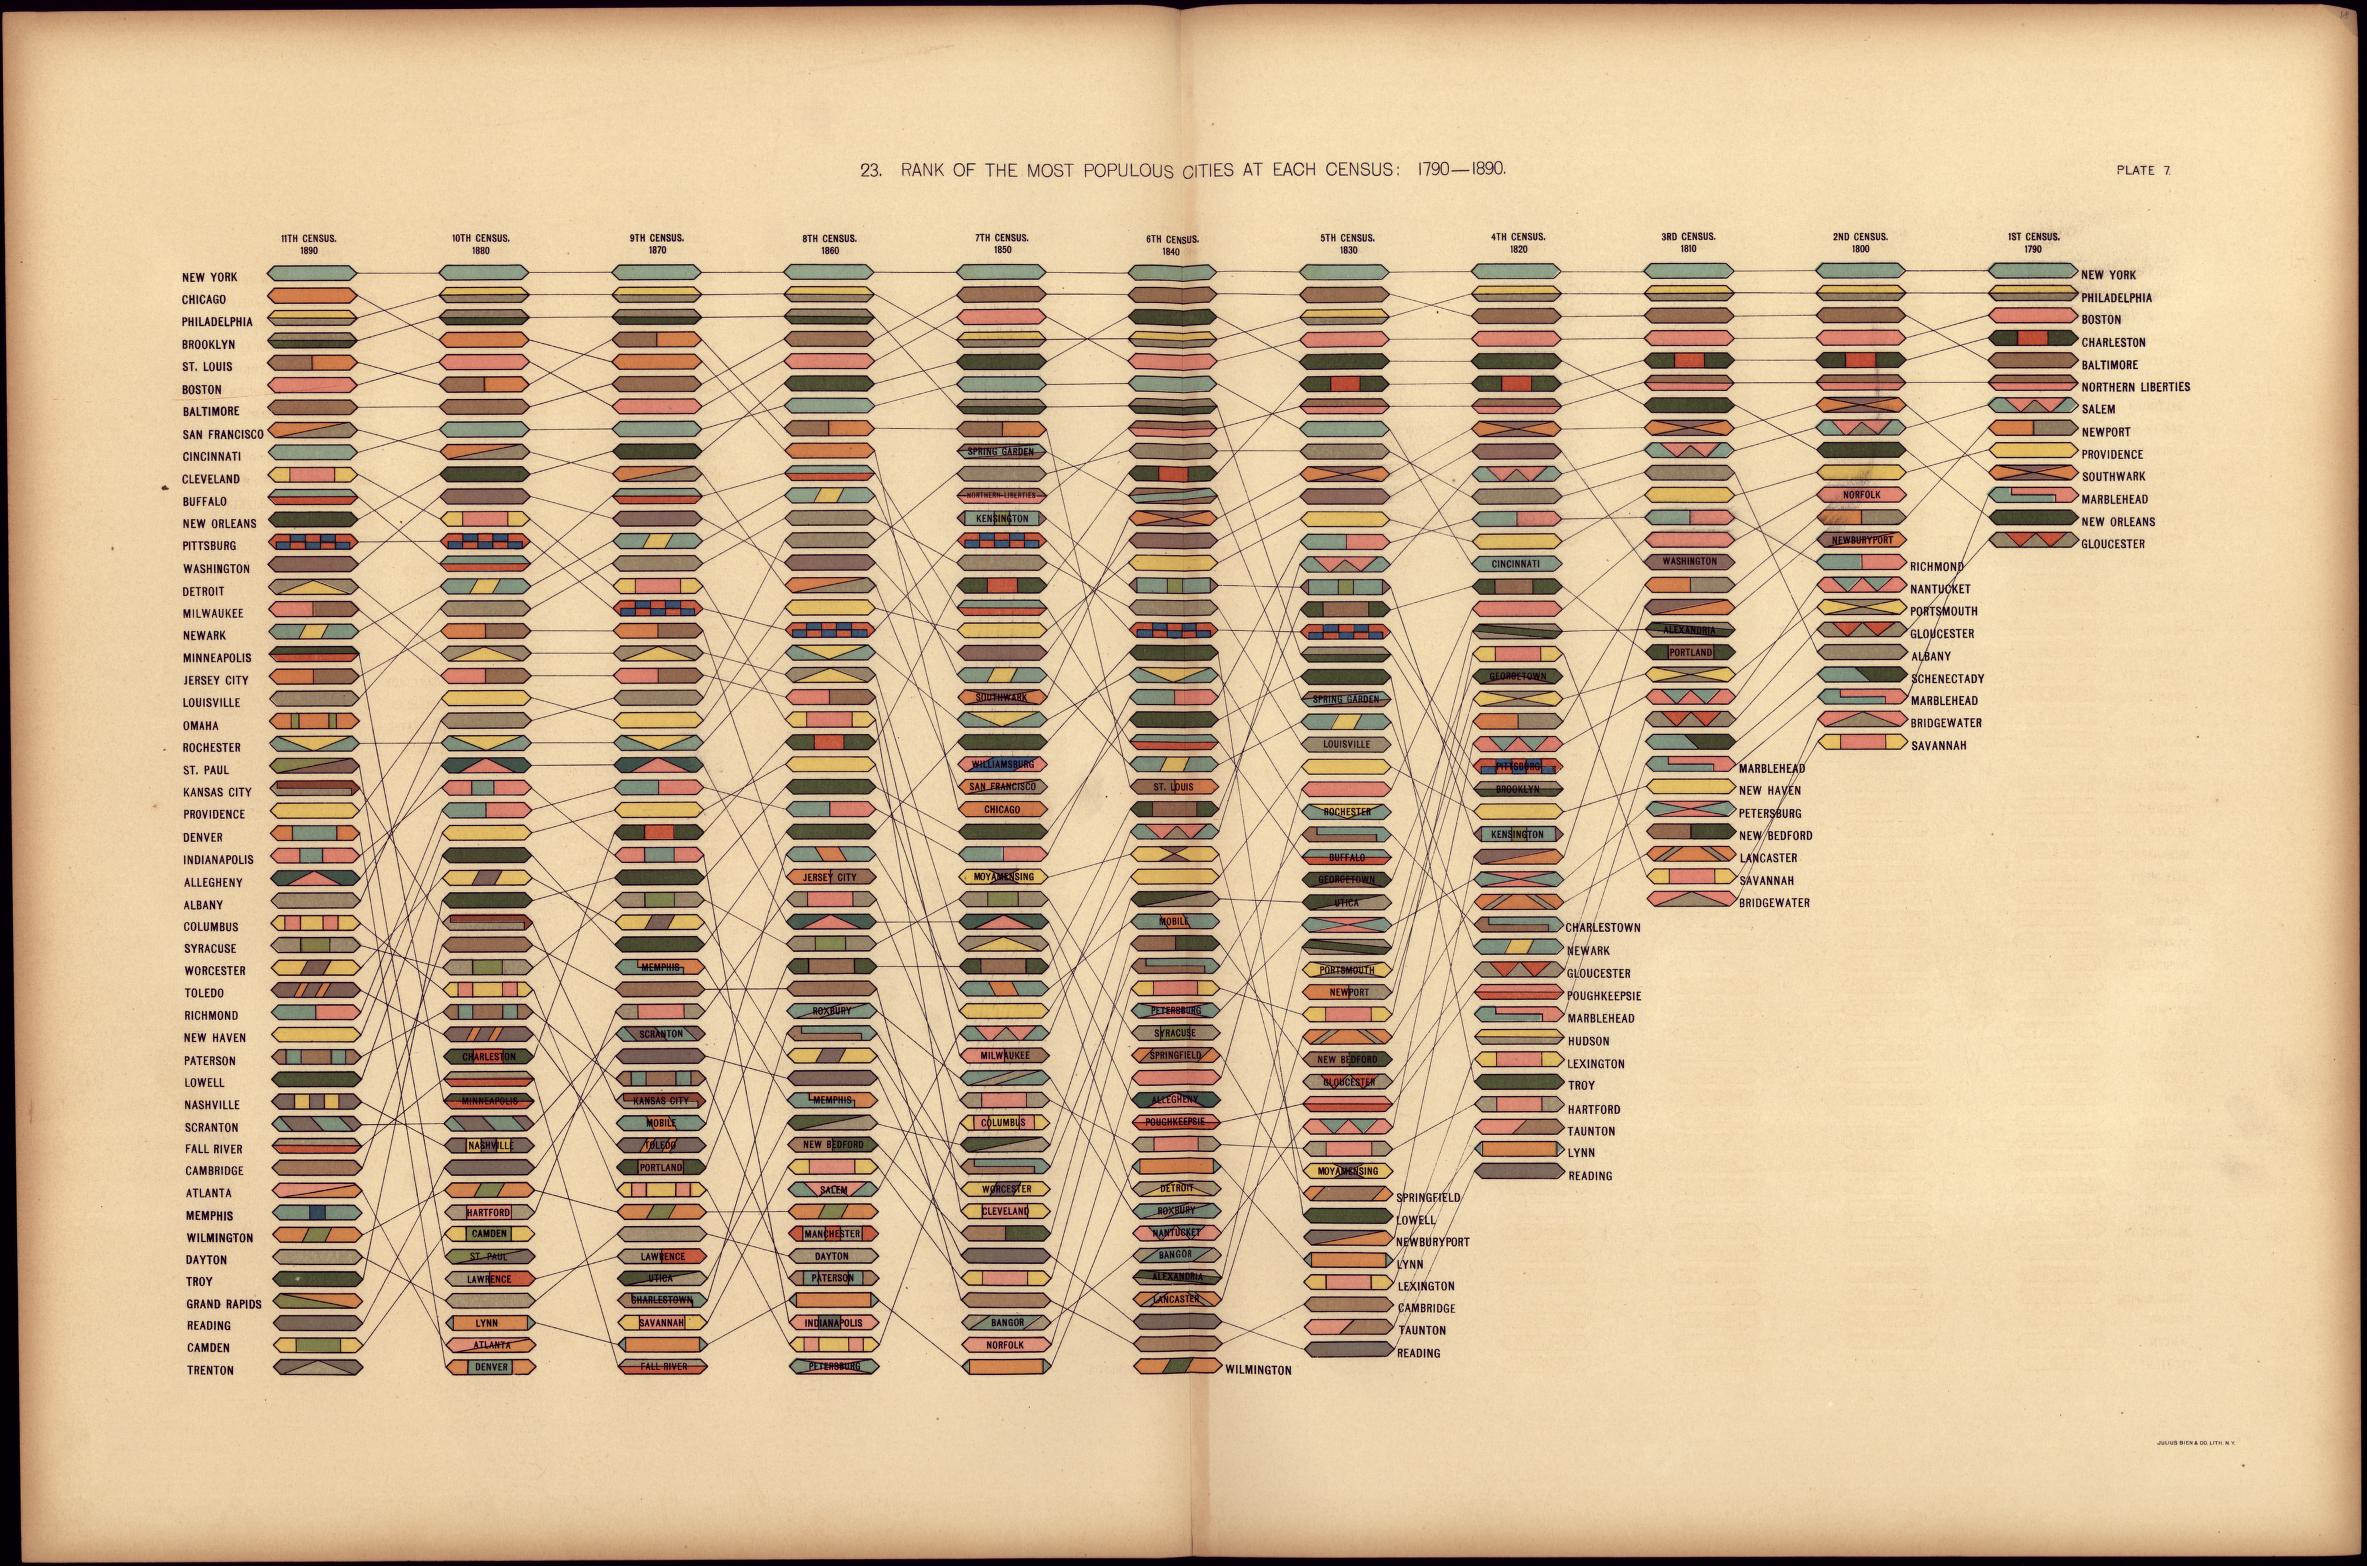 23. RANK OF THE MOST POPULOUS CITIES AT EACH CENSUS: 1790—1890.
PLATE 7.
11TH CENSUS.
1890
NEW YORK
CHICAGO
PHILADELPHIA
BROOKLYN
ST. LOUIS
BOSTON
BALTIMORE
SAN FRANCISCO
CINCINNATI
CLEVELAND
BUFFALO
NEW ORLEANS
PITTSBURG
WASHINGTON
DETROIT
MILWAUKEE
NEWARK
MINNEAPOLIS
JERSEY CITY
LOUISVILLE
OMAHA
ROCHESTER
ST. PAUL
KANSAS CITY
PROVIDENCE
DENVER
INDIANAPOLIS
ALLEGHENY
ALBANY
COLUMBUS
SYRACUSE
WORCESTER
TOLEDO
RICHMOND
NEW HAVEN
PATERSON
LOWELL
NASHVILLE
SCRANTON
FALL RIVER
CAMBRIDGE
ATLANTA
MEMPHIS
WILMINGTON
DAYTON
TROY
GRAND RAPIDS
READING
CAMDEN
TRENTON
10TH CENSUS.
1880
CHARLESTON
MINNEAPOLIS
NASHVILLE
HARTFORD
CAMDEN
ST. PAUL
LAWRENCE
LYNN
ATLANTA
DENVER
9TH CENSUS.
1870
MEMPHIS
SCRANTON
KANSAS CITY
MOBILE
TOLEDO
PORTLAND
LAWRENCE
UTICA
CHARLESTOWN
SAVANNAH
FALL RIVER
8TH CENSUS.
1860
JERSEY CITY
ROXBURY
MEMPHIS
NEW BEDFORD
SALEM
MANCHESTER
DAYTON
PATERSON
INDIANAPOLIS
PETERSBURG
7TH CENSUS.
1850
SPRING GARDEN
NORTHERN LIBERTIES
KENSINGTON
SOUTHWARK
WILLIAMSBURG
SAN FRANCISCO
CHICAGO
MOYAMENSING
MILWAUKEE
COLUMBUS
WORCESTER
CLEVELAND
BANGOR
NORFOLK
6TH CENSUS.
1840
ST. LOUIS
MOBILE
PETERSBURG
SYRACUSE
SPRINGFIELD
ALLEGHENY
POUGHKEEPSIE
DETROIT
ROXBURY
NANTUCKET
BANGOR
ALEXANDRIA
LANCASTER
WILMINGTON
5TH CENSUS.
1830
SPRING GARDEN
LOUISVILLE
ROCHESTER
BUFFALO
GEORGETOWN
UTICA
PORTSMOUTH
NEWPORT
NEW BEDFORD
GLOUCESTER
MOYAMENSING
SPRINGFIELD
LOWELL
NEWBURYPORT
LYNN
LEXINGTON
CAMBRIDGE
TAUNTON
READING
4TH CENSUS.
1820
CINCINNATI
GEORGETOWN
PITTSBURG
BROOKLYN
KENSINGTON
CHARLESTOWN
NEWARK
GLOUCESTER
POUGHKEEPSIE
MARBLEHEAD
HUDSON
LEXINGTON
TROY
HARTFORD
TAUNTON
LYNN
READING
3RD CENSUS.
1810
WASHINGTON
ALEXANDRIA
PORTLAND
MARBLEHEAD
NEW HAVEN
PETERSBURG
NEW BEDFORD
LANCASTER
SAVANNAH
BRIDGEWATER
2ND CENSUS.
1800
NORFOLK
NEWBURYPORT
RICHMOND
NANTUCKET
PORTSMOUTH
GLOUCESTER
ALBANY
SCHENECTADY
MARBLEHEAD
BRIDGEWATER
SAVANNAH
1ST CENSUS.
1790
NEW YORK
PHILADELPHIA
BOSTON
CHARLESTON
BALTIMORE
NORTHERN LIBERTIES
SALEM
NEWPORT
PROVIDENCE
SOUTHWARK
MARBLEHEAD
NEW ORLEANS
GLOUCESTER
JULIUS BIEN & CO. LITH. N.Y.